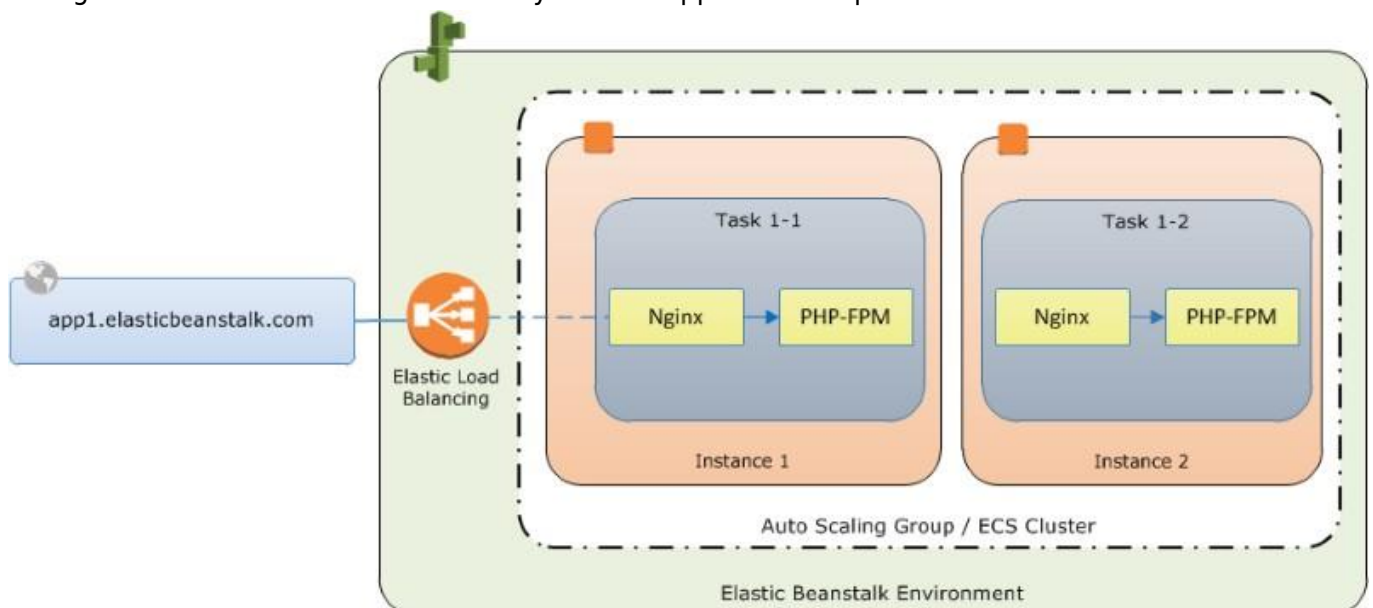 app1.elasticbeanstalk.com
Elastic Load
Balancing
Task 1-1
Nginx
PHP-FPM
Instance 1
Task 1-2
Nginx
PHP-FPM
Instance 2
Auto Scaling Group / ECS Cluster
Elastic Beanstalk Environment